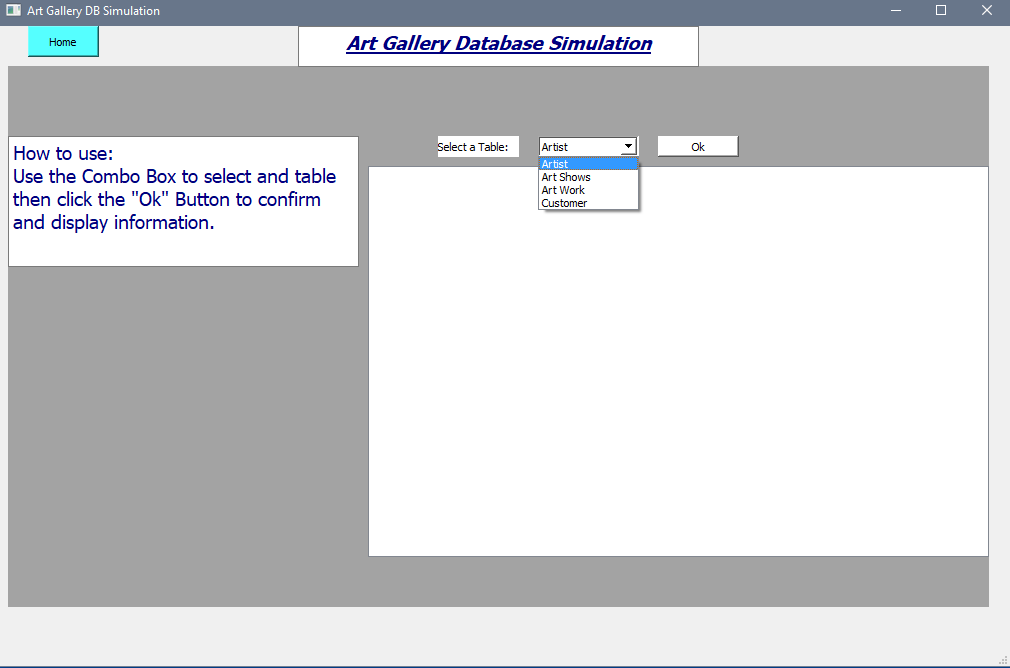 Art Gallery DB Simulation
Home
Art Gallery Database Simulation
How to use:
Use the Combo Box to select and table
then click the "Ok" Button to confirm
and display information.
Select a Table:
Artist
Ok
Artist
Art Shows
Art Work
Customer